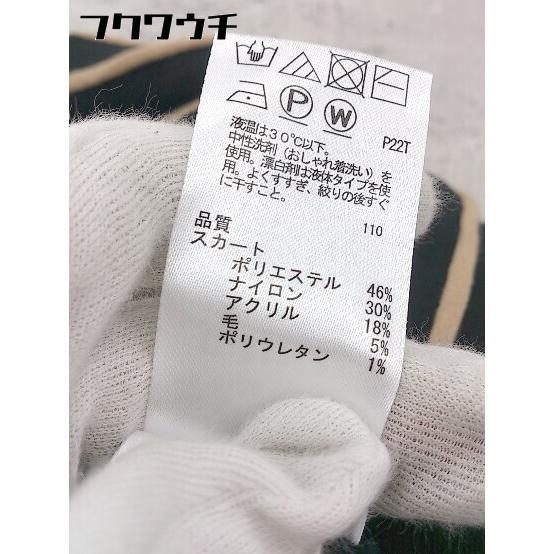 フクワウチ
P
W
P22T
液温は３０℃以下。
中性洗剤（おしゃれ着洗い）を
使用。漂白剤は液体タイプを使
用。よくすすぎ、絞りの後すぐ
に干すこと。
110
品質
スカート
ポリエステル 46%
ナイロン 30%
アクリル 18%
毛 5%
ポリウレタン 1%